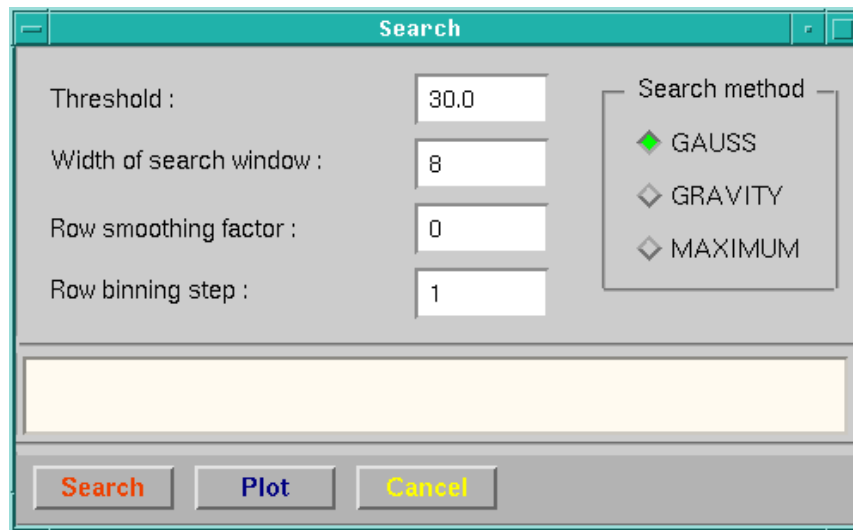 Search
Threshold :
30.0
Width of search window :
8
Row smoothing factor :
0
Row binning step :
1
Search method
GAUSS
GRAVITY
MAXIMUM
Search
Plot
Cancel